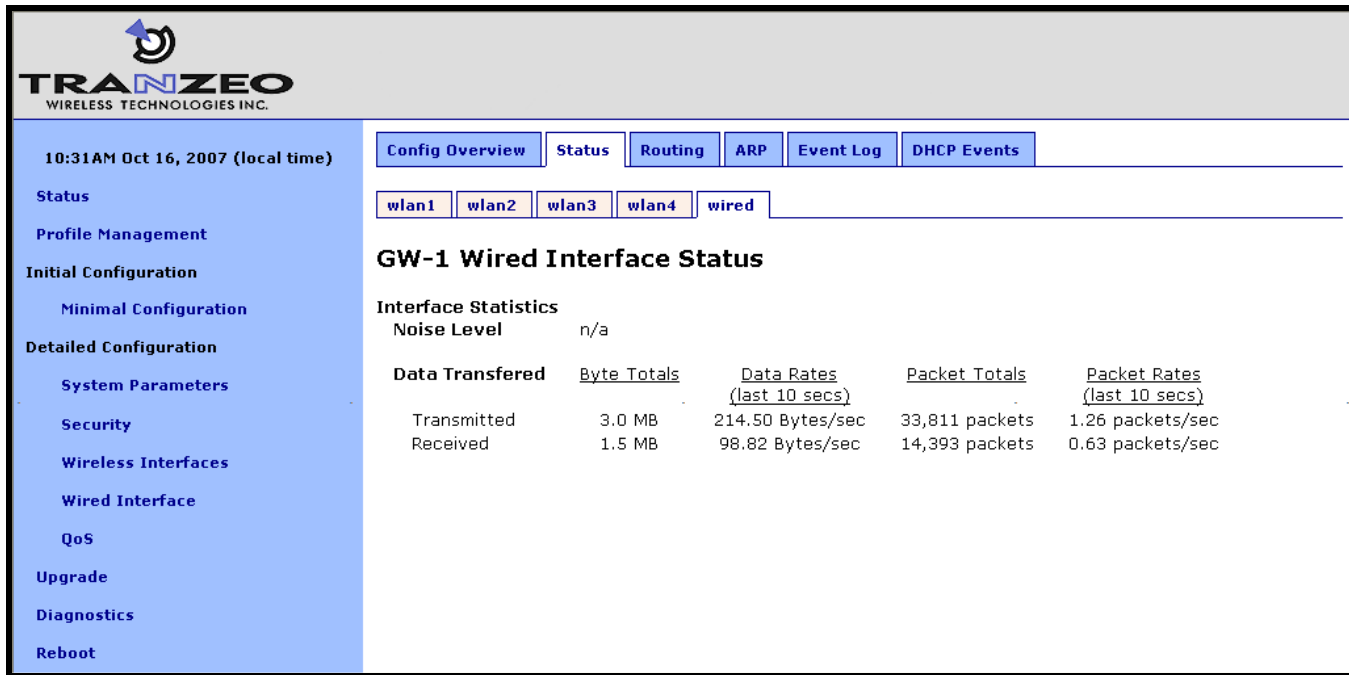 TRANZEO
WIRELESS TECHNOLOGIES INC.
10:31AM Oct 16, 2007 (local time)
Status
Profile Management
Initial Configuration
Minimal Configuration
Detailed Configuration
System Parameters
Security
Wireless Interfaces
Wired Interface
QoS
Upgrade
Diagnostics
Reboot
Config Overview Status Routing ARP Event Log DHCP Events
wlan1 wlan2 wlan3 wlan4 wired
GW-1 Wired Interface Status
Interface Statistics
Noise Level n/a
Data Transfered Byte Totals Data Rates Packet Totals Packet Rates
(last 10 secs) (last 10 secs)
Transmitted 3.0 MB 214.50 Bytes/sec 33,811 packets 1.26 packets/sec
Received 1.5 MB 98.82 Bytes/sec 14,393 packets 0.63 packets/sec